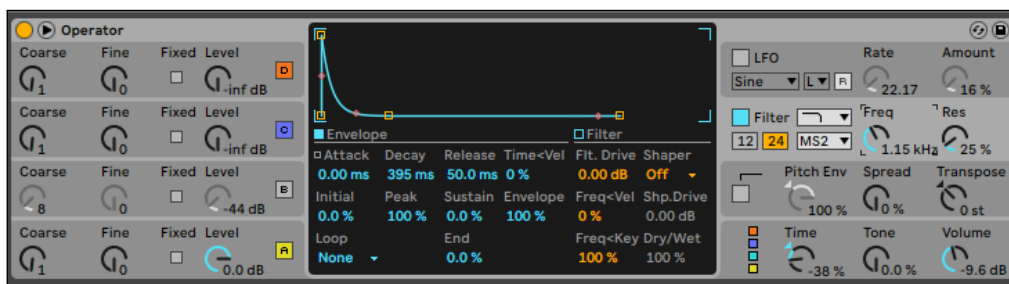 Operator
Coarse Fine Fixed Level
1 0 -inf dB D
Coarse Fine Fixed Level
1 0 -inf dB C
Coarse Fine Fixed Level
8 0 -44 dB B
Coarse Fine Fixed Level
1 0 0.0 dB A
Envelope Filter
Attack Decay Release Time<Vel Flt. Drive Shaper
0.00 ms 395 ms 50.0 ms 0 % 0.00 dB Off
Initial Peak Sustain Envelope Freq<Vel Shp.Drive
0.0 % 100 % 0.0 % 100 % 0 % 0.00 dB
Loop End Freq<Key Dry/Wet
None 0.0 % 100 % 100 %
LFO Rate Amount
Sine L R 22.17 16 %
Filter Freq Res
12 24 MS2 1.15 kHz 25 %
Pitch Env Spread Transpose
100 % 0 % 0 st
Time Tone Volume
-38 % 0.0 % -9.6 dB